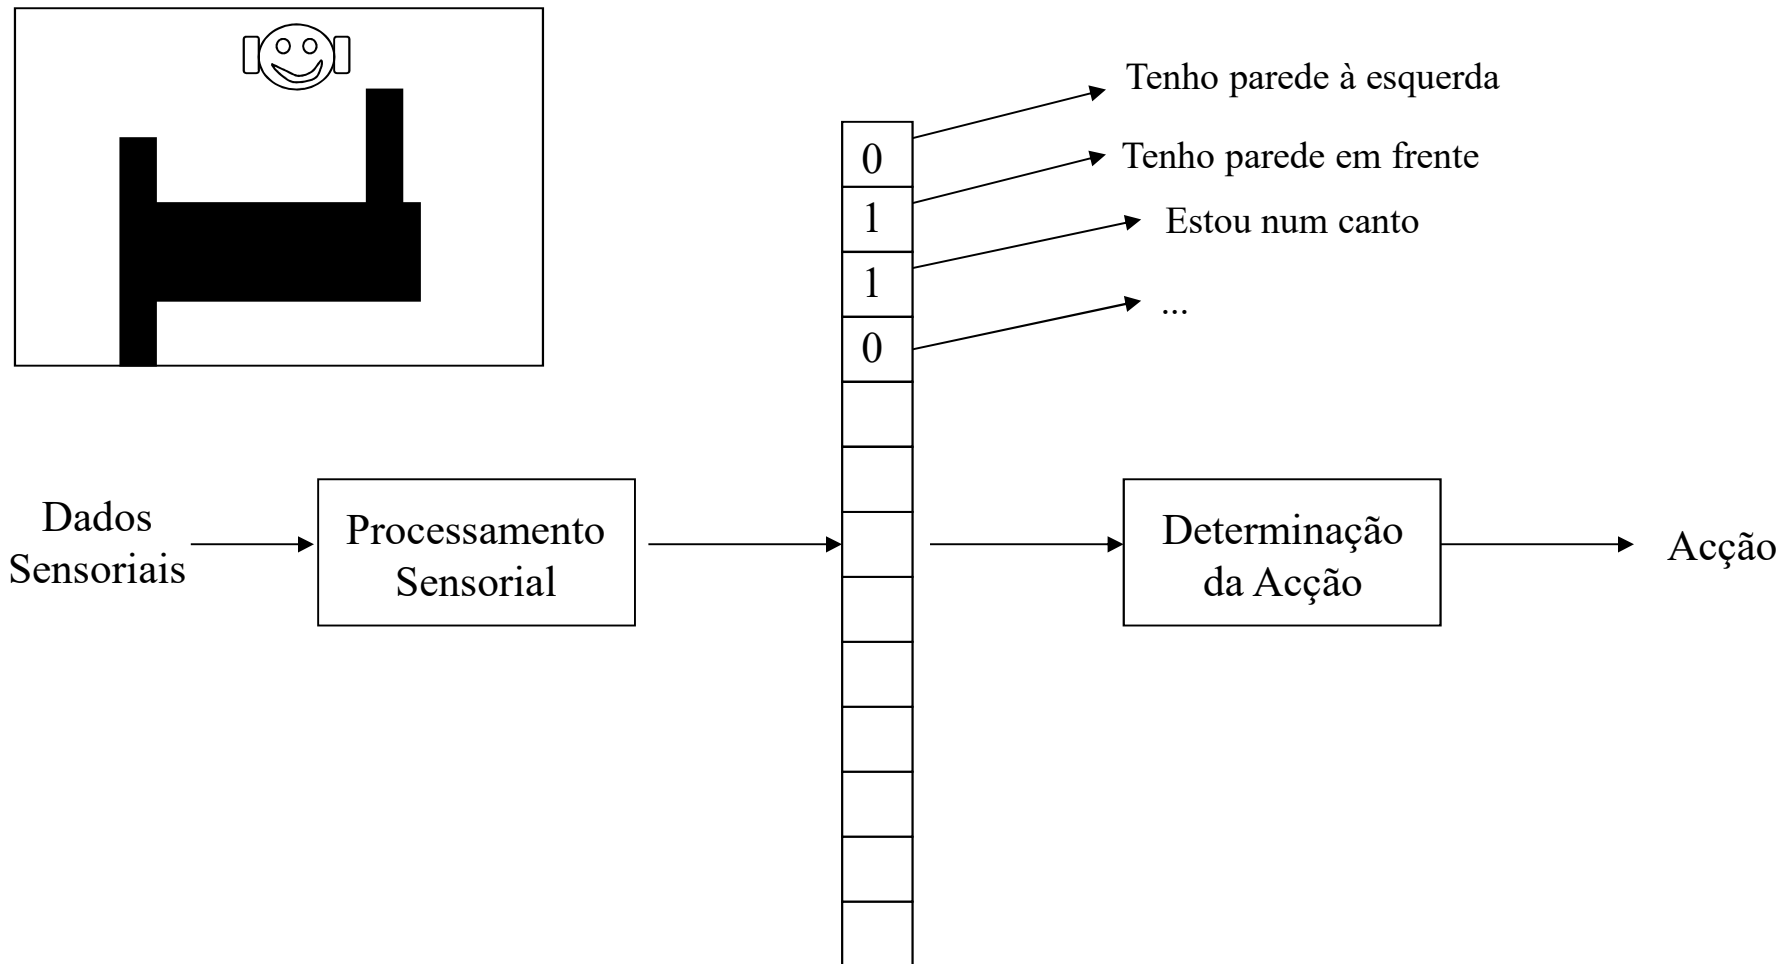 Tenho parede à esquerda
0
Tenho parede em frente
1
Estou num canto
1
...
0
Dados
Sensoriais
Processamento
Sensorial
Determinação
da Acção
Acção